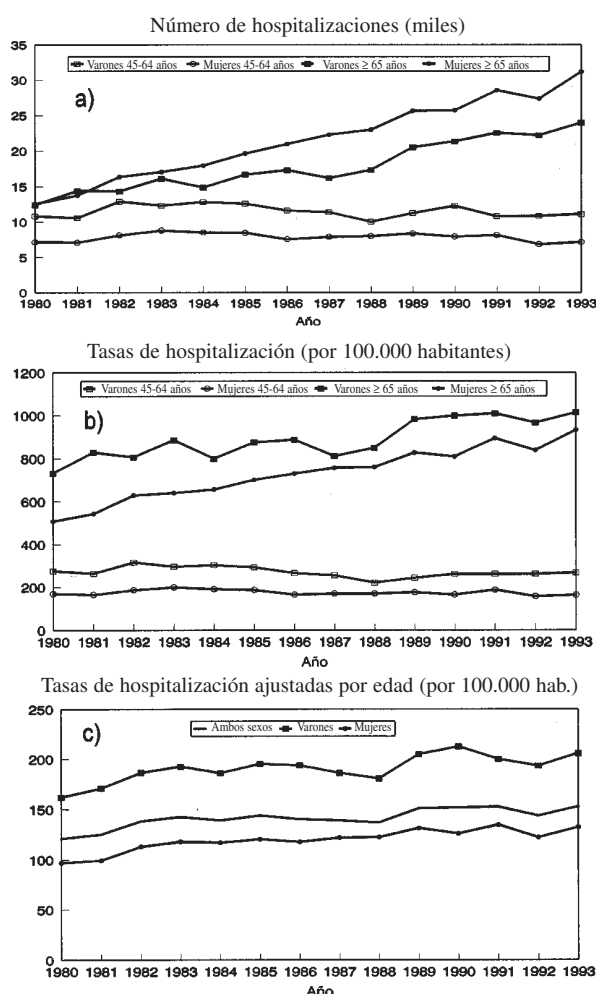 Número de hospitalizaciones (miles)
35
Varones 45-64 años Mujeres 45-64 años Varones ≥ 65 años Mujeres ≥ 65 años
30
a)
25
20
15
10
5
0
1980 1981 1982 1983 1984 1985 1986 1987 1988 1989 1990 1991 1992 1993
Año
Tasas de hospitalización (por 100.000 habitantes)
1200
Varones 45-64 años Mujeres 45-64 años Varones ≥ 65 años Mujeres ≥ 65 años
1000
b)
800
600
400
200
0
1980 1981 1982 1983 1984 1985 1986 1987 1988 1989 1990 1991 1992 1993
Año
Tasas de hospitalización ajustadas por edad (por 100.000 hab.)
250
c)
Ambos sexos Varones Mujeres
200
150
100
50
0
1980 1981 1982 1983 1984 1985 1986 1987 1988 1989 1990 1991 1992 1993
Año